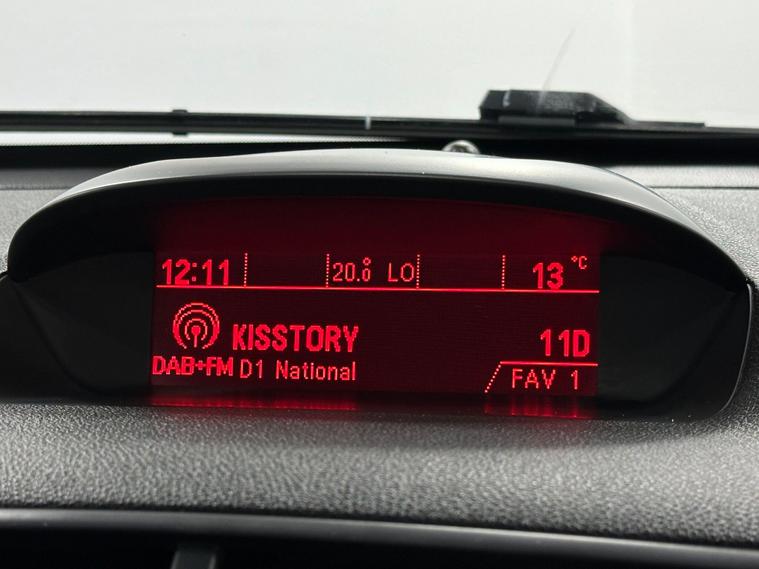 12:11 20.0 LO 13 °C
KISSTORY 11D
DAB+FM D1 National FAV 1